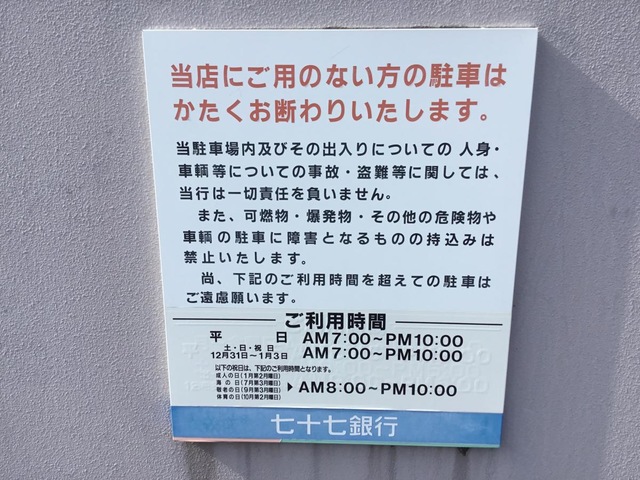 当店にご用のない方の駐車は
かたくお断わりいたします。
当駐車場内及びその出入りについての 人身・
車輌等についての事故・盗難等に関しては、
当行は一切責任を負いません。
また、可燃物・爆発物・その他の危険物や
車輌の駐車に障害となるものの持込みは
禁止いたします。
尚、下記のご利用時間を超えての駐車は
ご遠慮願います。
ご利用時間
平 日 AM7:00~PM10:00
土・日・祝 日
12月31日~1月3日 AM7:00~PM10:00
以下の祝日は、下記のご利用時間となります。
成人の日(1月第2月曜日)
海 の 日(7月第3月曜日)
敬老の日(9月第3月曜日)
体育の日(10月第2月曜日)
▶ AM8:00~PM10:00
七十七銀行